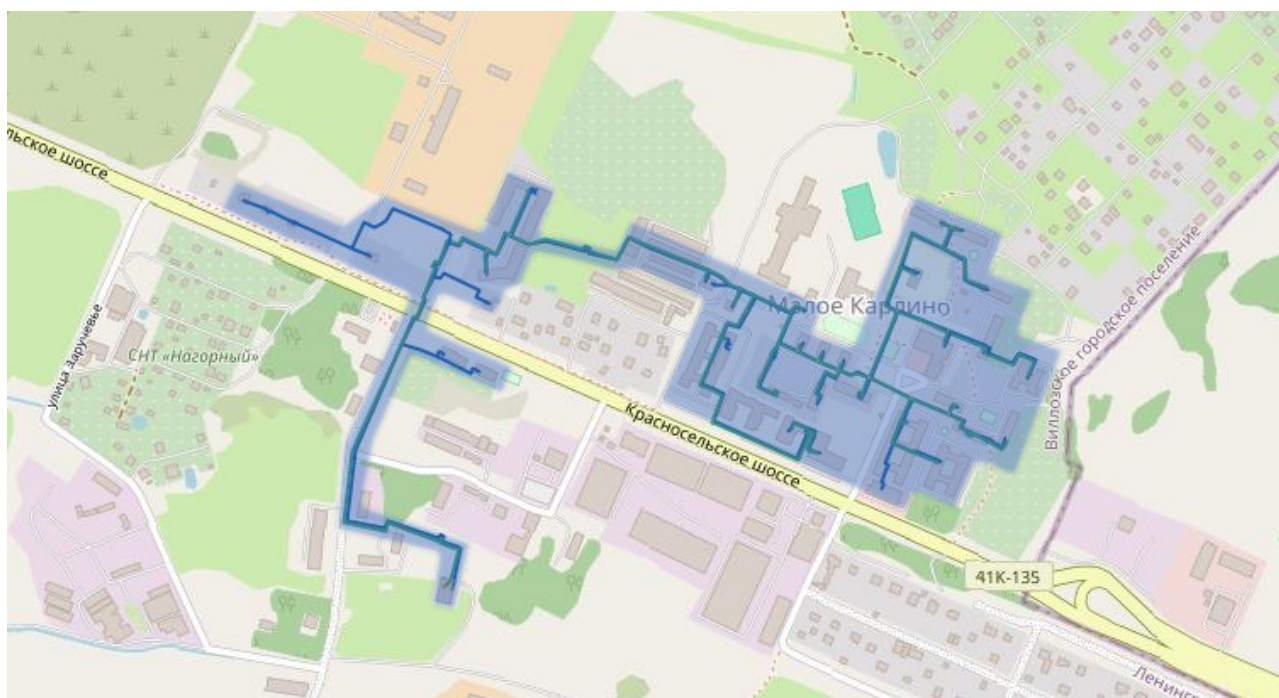 льское шоссе
улица Заручевье
СНТ «Нагорный»
Малое Карлино
Виллозское городское поселение
Красносельское шоссе
41К-135
Ленинг